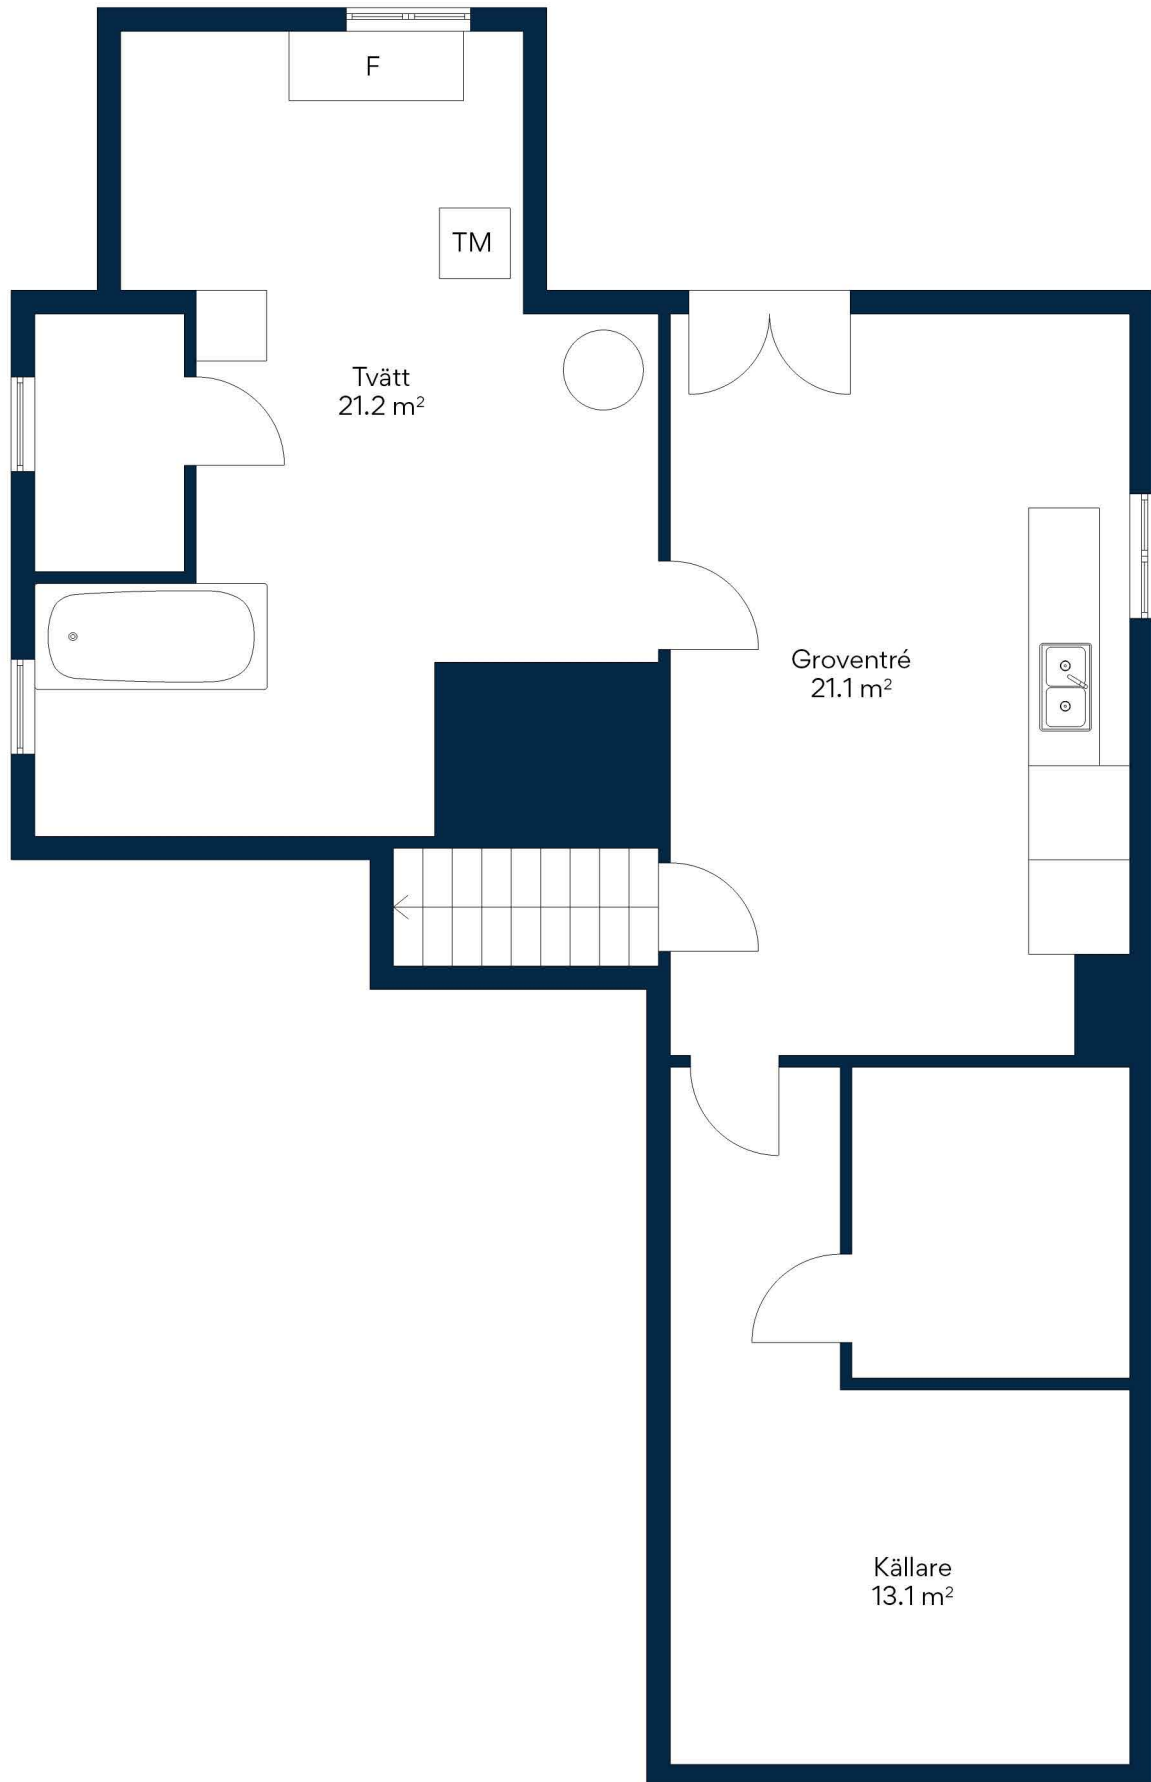 F
TM
Tvätt
21.2 m²
Groventré
21.1 m²
Källare
13.1 m²